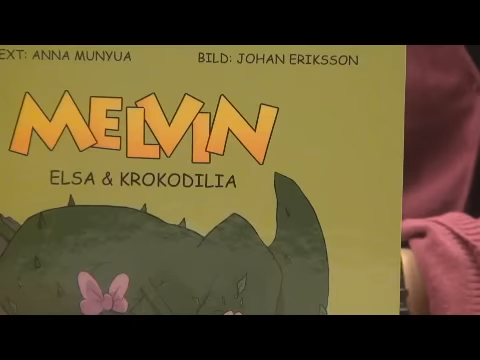 EXT: ANNA MUNYUA
BILD: JOHAN ERIKSSON
MELVIN
ELSA & KROKODILIA